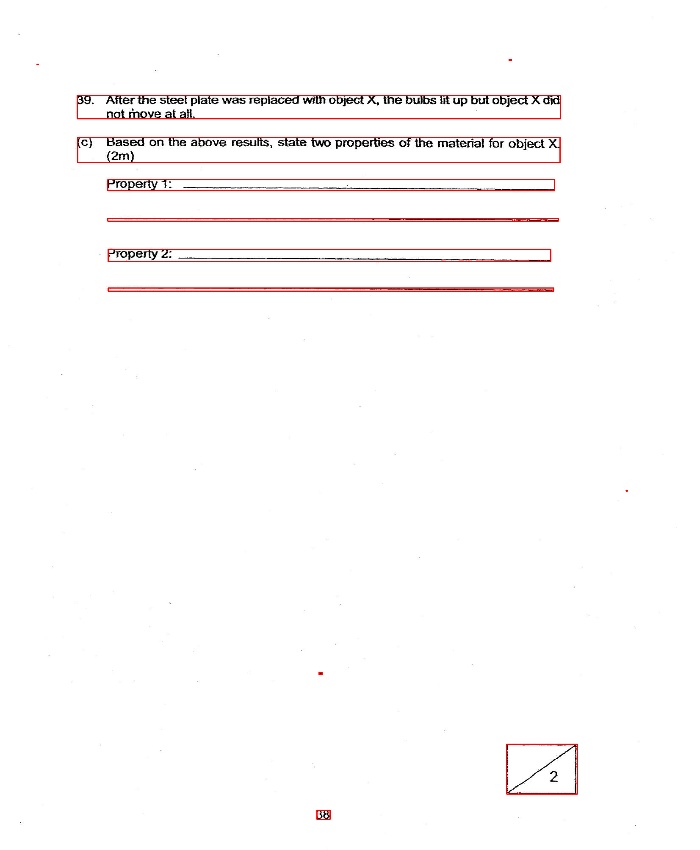 39. After the steel plate was replaced with object X, the bulbs lit up but object X did
not move at all.
(c) Based on the above results, state two properties of the material for object X.
(2m)
Property 1:
Property 2:
2
38